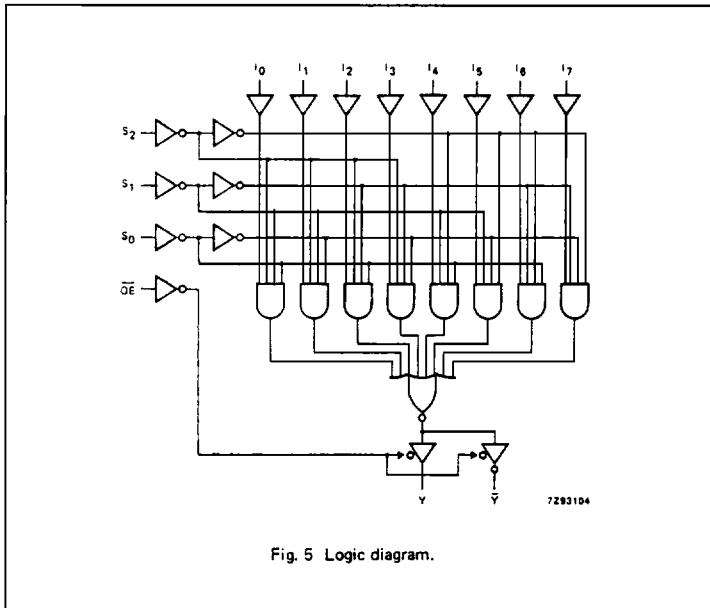 I0 I1 I2 I3 I4 I5 I6 I7
S2
S1
S0
OE
Y Y
7Z93104
Fig. 5 Logic diagram.